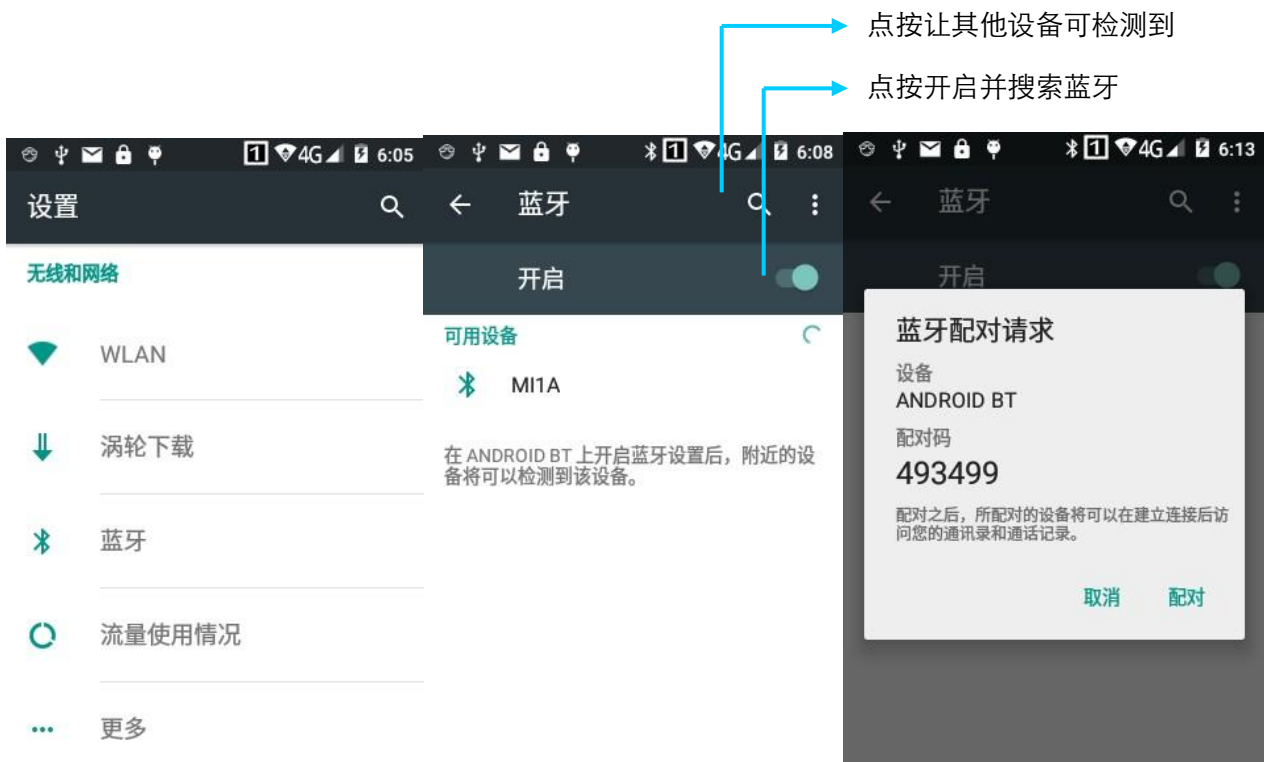 点按让其他设备可检测到
点按开启并搜索蓝牙
1 4G 6:05
设置
无线和网络
WLAN
涡轮下载
蓝牙
流量使用情况
更多
1 4G 6:08
蓝牙
开启
可用设备
MI1A
在 ANDROID BT 上开启蓝牙设置后，附近的设
备将可以检测到该设备。
1 4G 6:13
蓝牙
开启
蓝牙配对请求
设备
ANDROID BT
配对码
493499
配对之后，所配对的设备将可以在建立连接后访
问您的通讯录和通话记录。
取消 配对